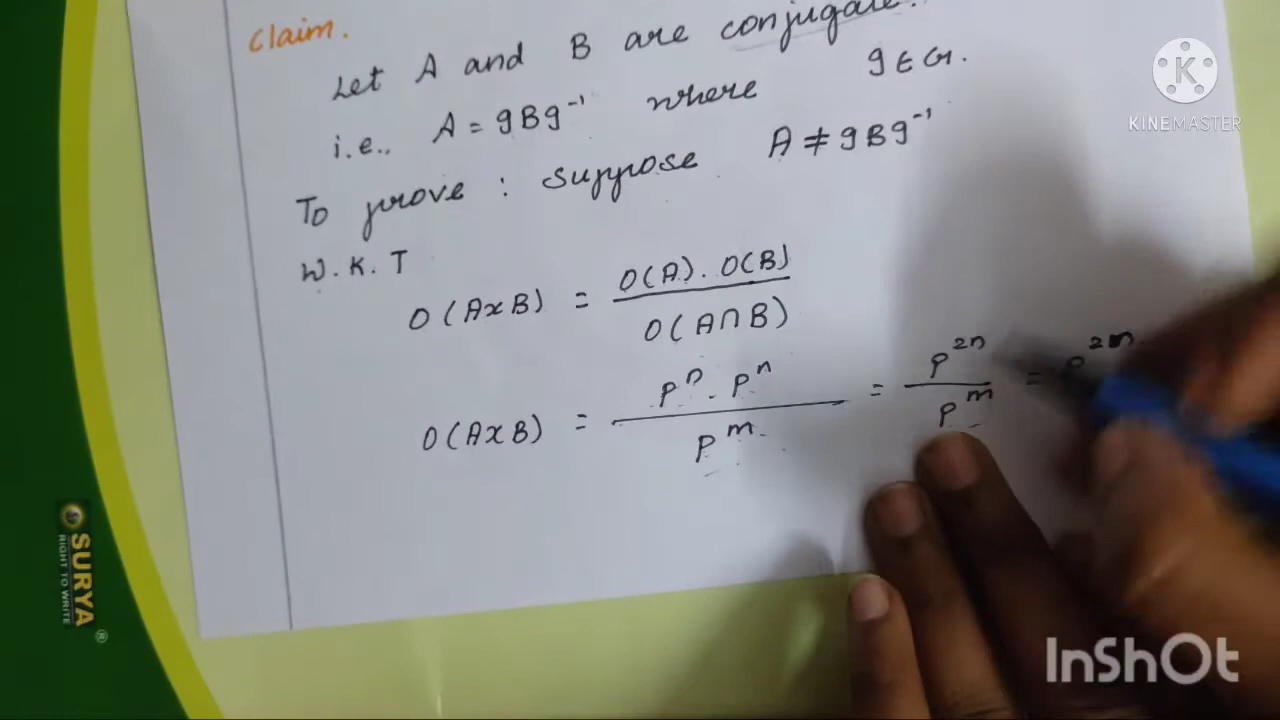 Claim.
Let A and B are conjugate.
i.e., A = gBg⁻¹ where g ∈ G.
To prove : suppose A ≠ gBg⁻¹
W.K.T
O(AxB) = O(A). O(B) / O(A∩B)
O(AxB) = pⁿ. pⁿ / pᵐ = p²ⁿ / pᵐ =
K
KINEMASTER
SURYA
RIGHT TO WRITE
InShOt